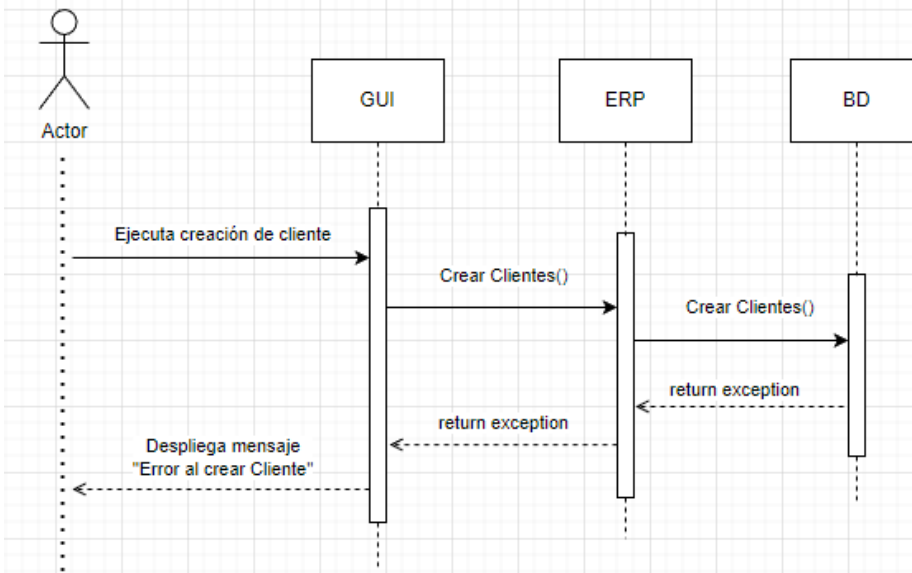 Actor
GUI
ERP
BD
Ejecuta creación de cliente
Crear Clientes()
Crear Clientes()
return exception
return exception
Despliega mensaje
"Error al crear Cliente"